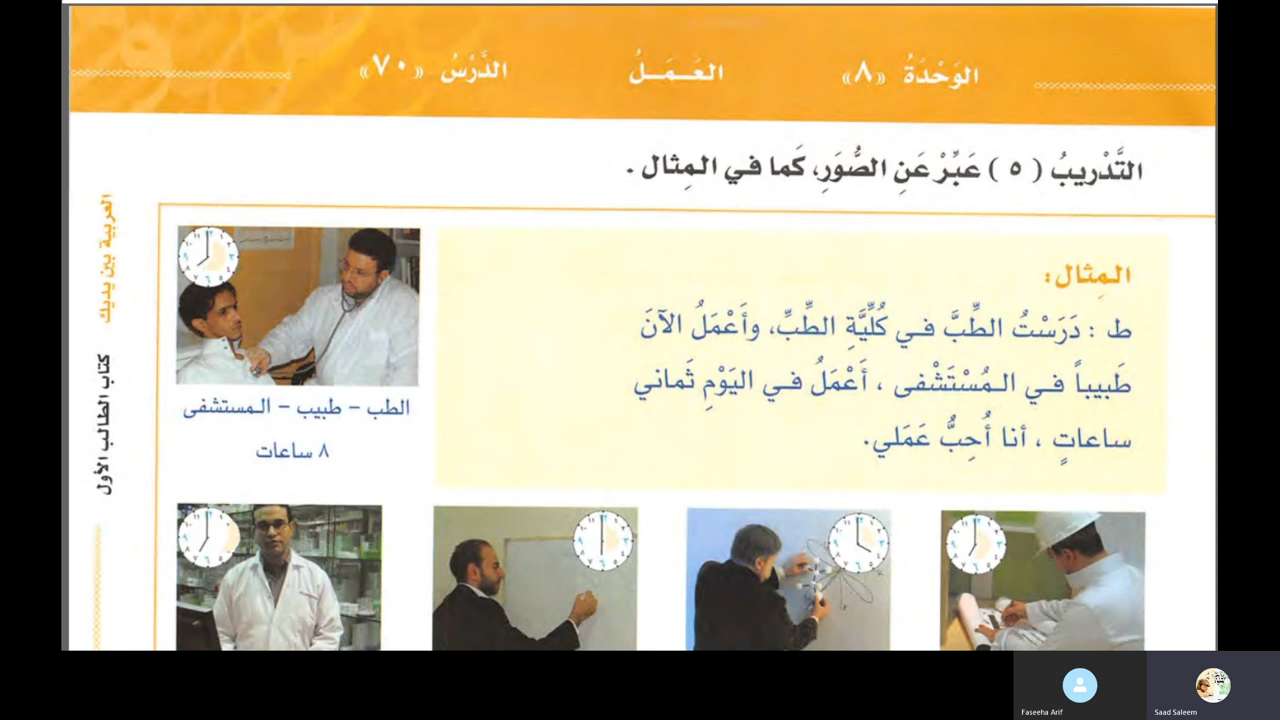 الوَحْدَةُ «٨» العَـمَـلُ الدَّرْسُ «٧٠»
التَّدْرِيبُ ( ٥ ) عَبِّرْ عَنِ الصُّوَرِ، كَما في المِثال .
المِثال:
ط : دَرَسْتُ الطِّبَّ في كُلِّيَّةِ الطِّبِّ، وأَعْمَلُ الآنَ
طَبيباً في المُسْتَشْفى ، أَعْمَلُ في اليَوْمِ ثَماني
ساعاتٍ ، أنا أُحِبُّ عَمَلي.
الطب – طبيب – المستشفى
٨ ساعات
العربية بين يديك
كتاب الطالب الأول
Faseeha Arif
Saad Saleem